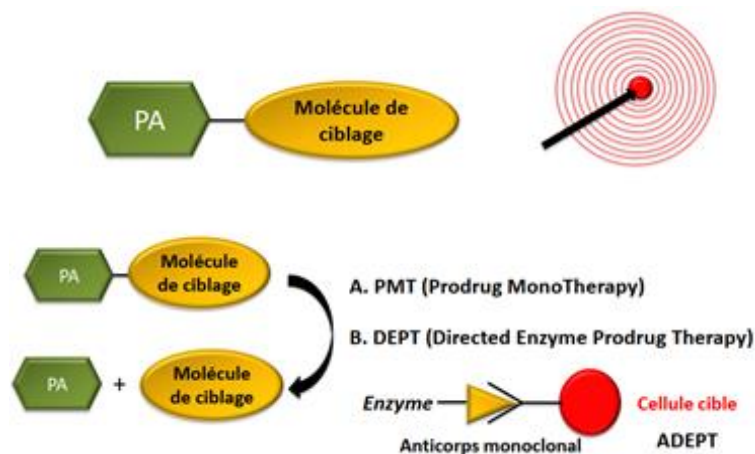 PA
Molécule de
ciblage
PA
Molécule
de ciblage
A. PMT (Prodrug MonoTherapy)
B. DEPT (Directed Enzyme Prodrug Therapy)
PA
+
Molécule
de ciblage
Enzyme
Cellule cible
Anticorps monoclonal
ADEPT